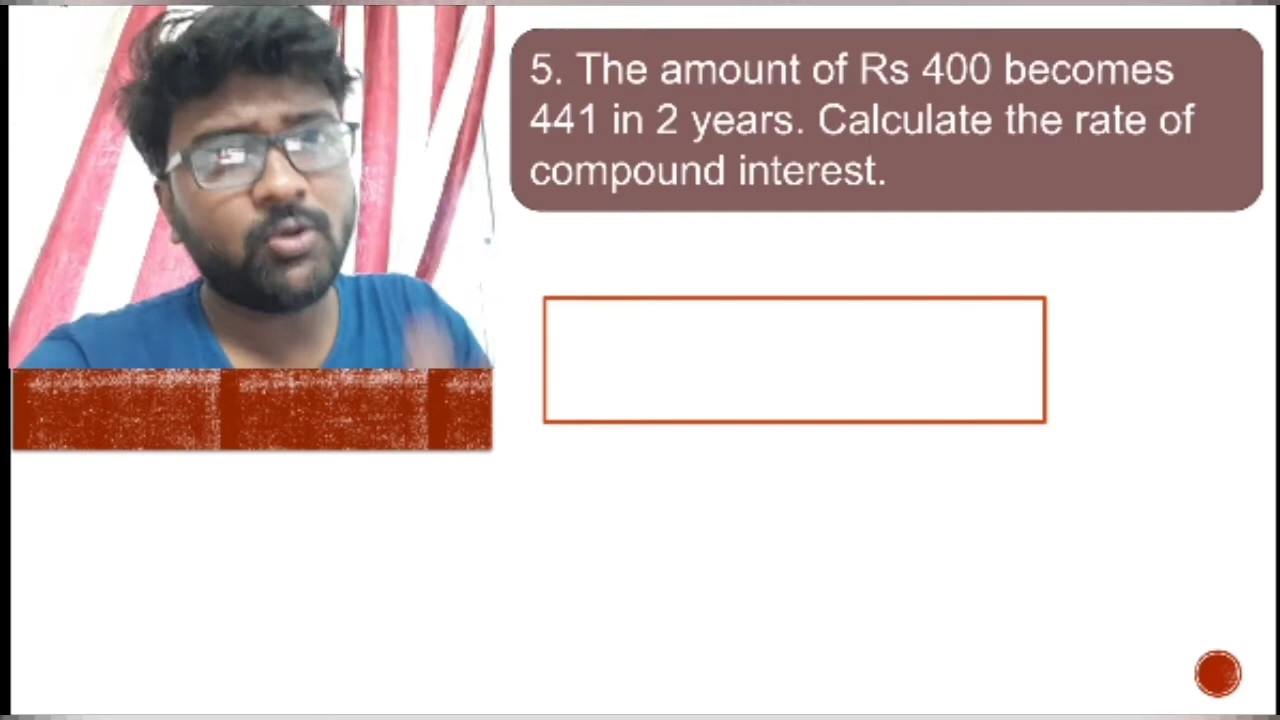 5. The amount of Rs 400 becomes
441 in 2 years. Calculate the rate of
compound interest.